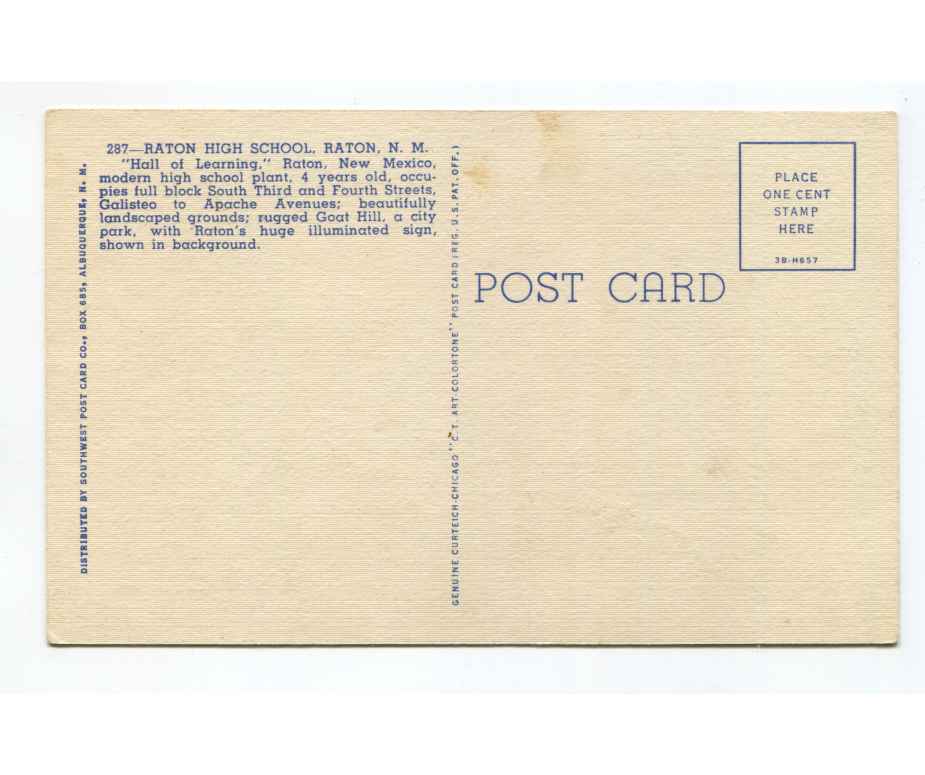 287—RATON HIGH SCHOOL, RATON, N. M.
"Hall of Learning," Raton, New Mexico,
modern high school plant, 4 years old, occu-
pies full block South Third and Fourth Streets,
Galisteo to Apache Avenues; beautifully
landscaped grounds; rugged Goat Hill, a city
park, with Raton's huge illuminated sign,
shown in background.
DISTRIBUTED BY SOUTHWEST POST CARD CO., BOX 685, ALBUQUERQUE, N. M.
GENUINE CURTEICH-CHICAGO "C. T. ART-COLORTONE" POST CARD (REG. U.S. PAT. OFF.)
POST CARD
PLACE
ONE CENT
STAMP
HERE
3B-H657